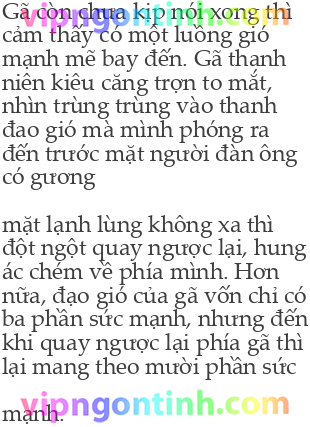 Gã còn chưa kịp nói xong thì
vipngontinh.com
cảm thấy có một luồng gió
mạnh mẽ bay đến. Gã thanh
niên kiêu căng trợn to mắt,
nhìn trùng trùng vào thanh
đao gió mà mình phóng ra
đến trước mặt người đàn ông
có gương
vipngontinh.com
mặt lạnh lùng không xa thì
đột ngột quay ngược lại, hung
ác chém về phía mình. Hơn
nữa, đạo gió của gã vốn chỉ có
ba phần sức mạnh, nhưng đến
khi quay ngược lại phía gã thì
lại mang theo mười phần sức
vipngontinh.com
mạnh.